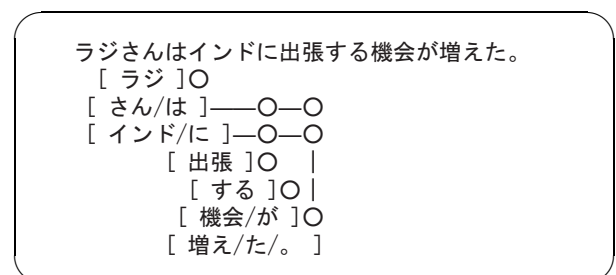 ラジさんはインドに出張する機会が増えた。
[ ラジ ]〇
[ さん/は ]――〇―〇
[ インド/に ]―〇―〇
[ 出張 ]〇 |
[ する ]〇|
[ 機会/が ]〇
[ 増え/た/。 ]